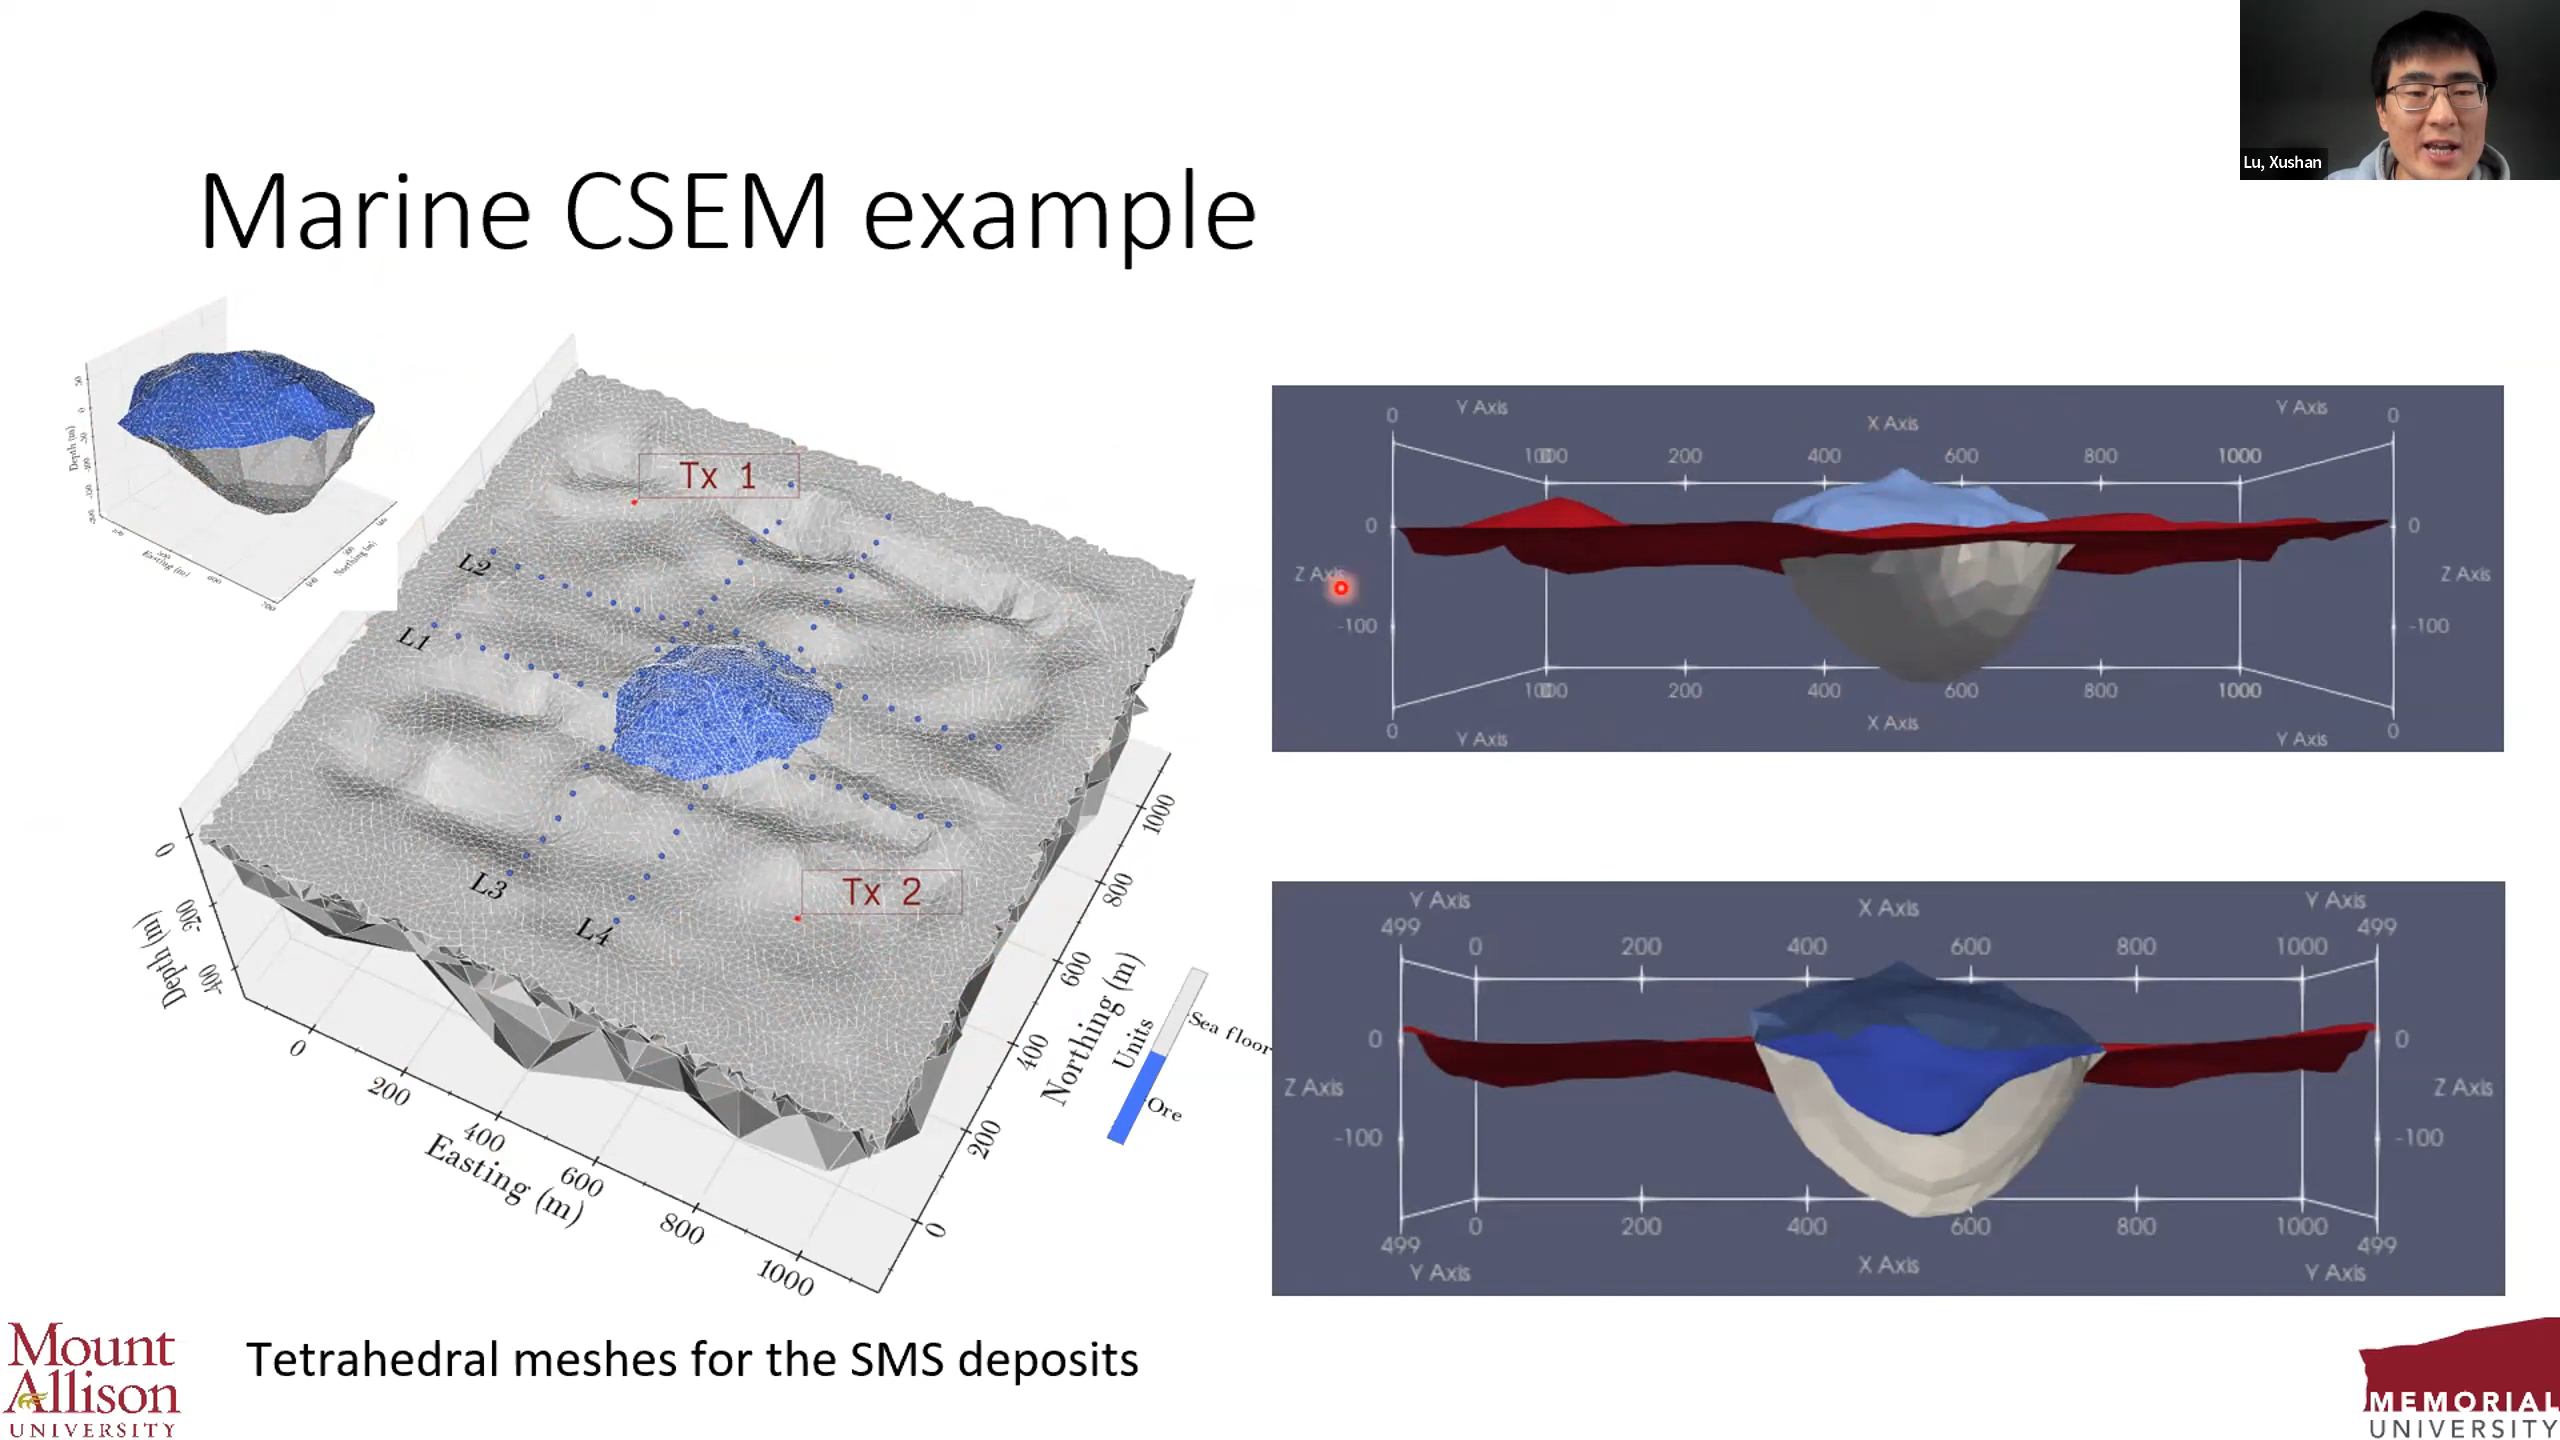 Lu, Xushan
Marine CSEM example
Depth (m)
Easting (m)
Northing (m)
Tx 1
L2
L1
L3
L4
Tx 2
0
-200
-400
Depth (m)
0
200
400
600
800
1000
Easting (m)
0
200
400
600
800
1000
Northing (m)
Units
Sea floor
Ore
0 Y Axis X Axis Y Axis 0
200 400 600 800 1000
0 0
Z Axis Z Axis
-100 -100
200 400 600 800 1000
0 Y Axis X Axis Y Axis 0
Y Axis X Axis Y Axis
499 499
0 200 400 600 800 1000
0 0
Z Axis Z Axis
-100 -100
0 200 400 600 800 1000
499 499
Y Axis X Axis Y Axis
Tetrahedral meshes for the SMS deposits
Mount
Allison
UNIVERSITY
MEMORIAL
UNIVERSITY